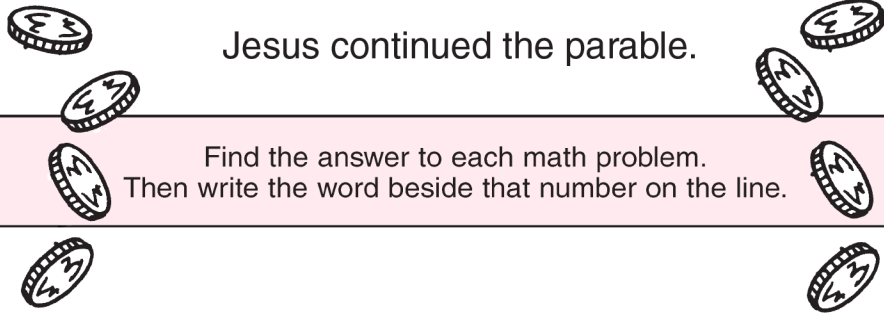 Jesus continued the parable.
Find the answer to each math problem.
Then write the word beside that number on the line.